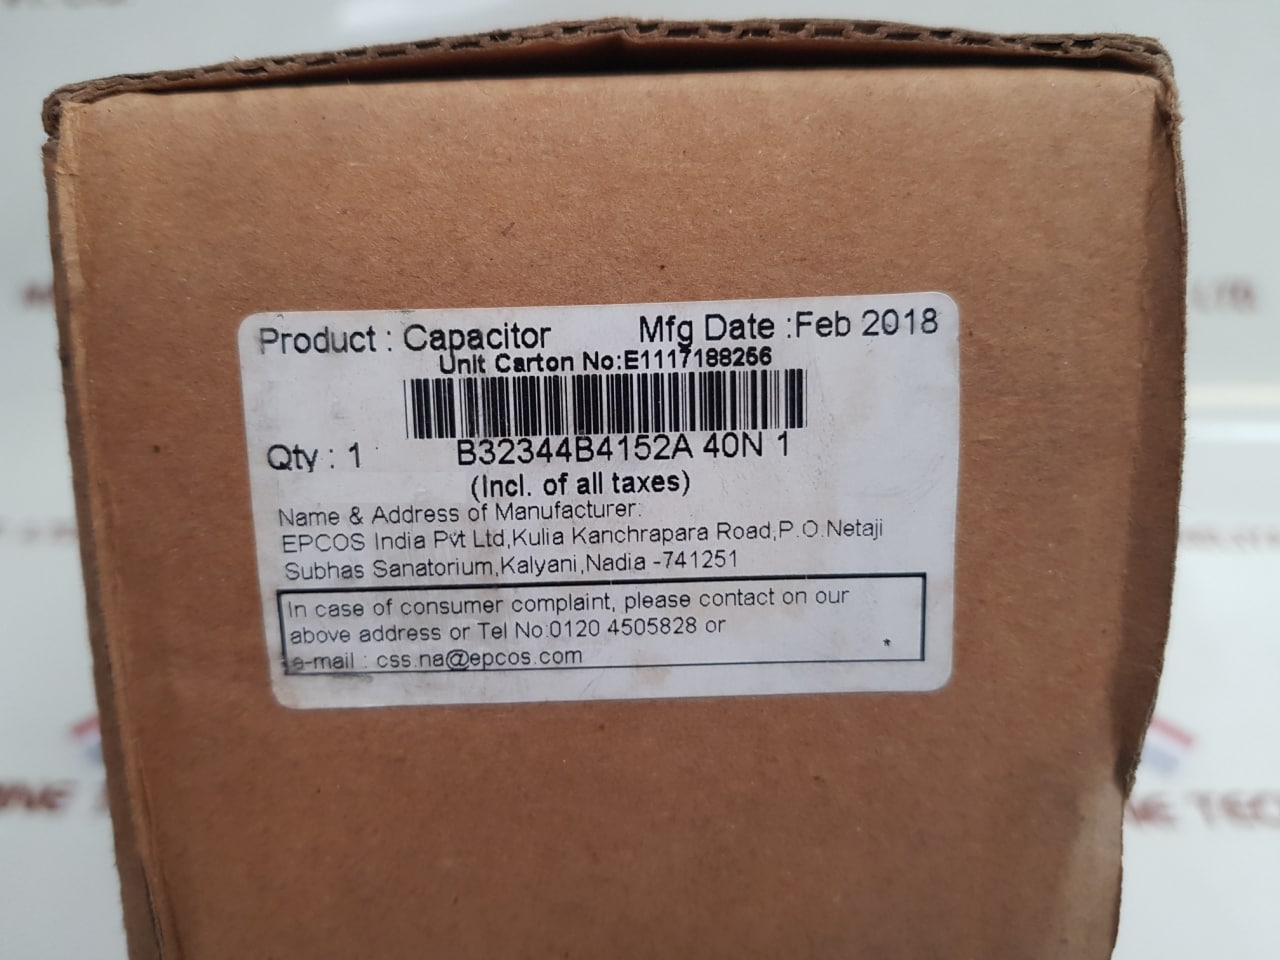 Product : Capacitor Mfg Date :Feb 2018
Unit Carton No:E1117188256
Qty : 1 B32344B4152A 40N 1
(Incl. of all taxes)
Name & Address of Manufacturer:
EPCOS India Pvt Ltd,Kulia Kanchrapara Road,P.O.Netaji
Subhas Sanatorium,Kalyani,Nadia -741251
In case of consumer complaint, please contact on our
above address or Tel No:0120 4505828 or
e-mail : css.na@epcos.com *
LTD.
NE TEC